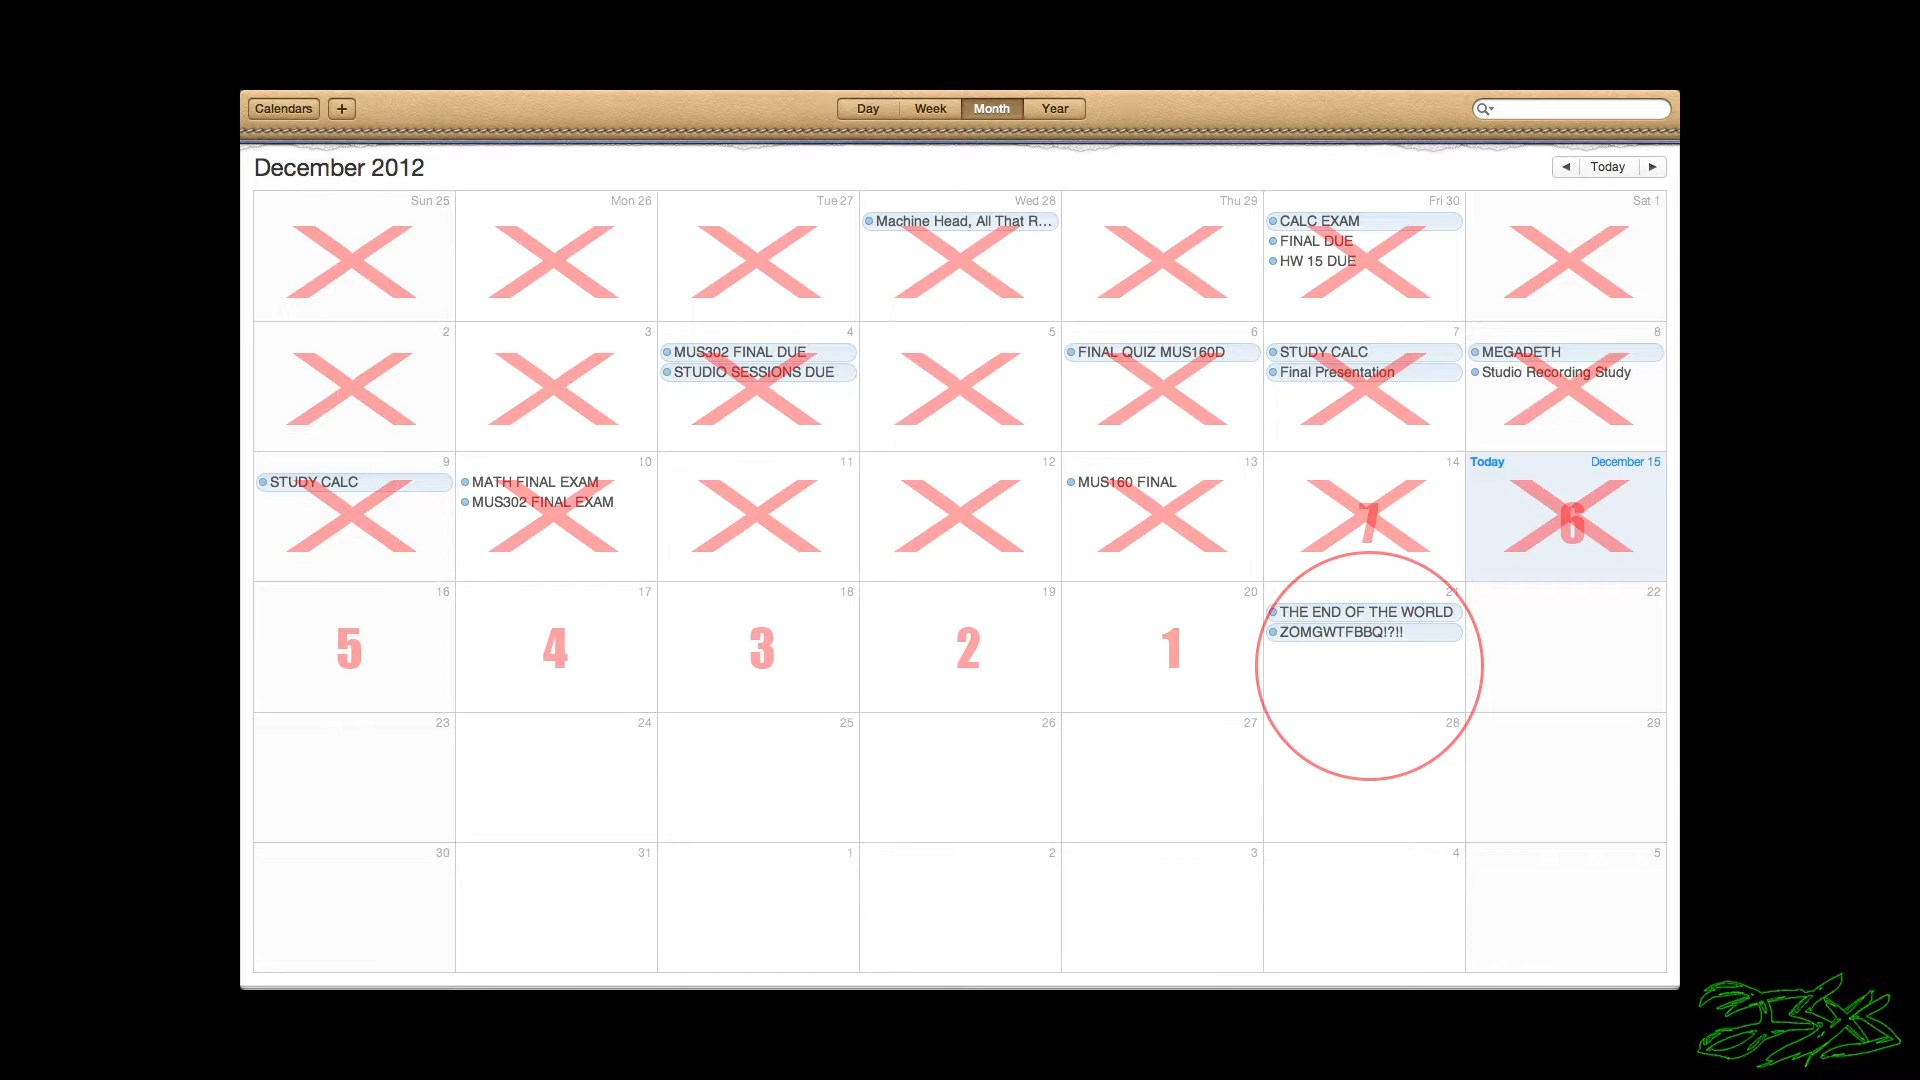 Calendars
+
Day
Week
Month
Year
December 2012
Today
Sun 25
Mon 26
Tue 27
Wed 28
Thu 29
Fri 30
Sat 1
Machine Head, All That R...
CALC EXAM
FINAL DUE
HW 15 DUE
2
3
4
5
6
7
8
MUS302 FINAL DUE
STUDIO SESSIONS DUE
FINAL QUIZ MUS160D
STUDY CALC
Final Presentation
MEGADETH
Studio Recording Study
9
10
11
12
13
14
Today
December 15
STUDY CALC
MATH FINAL EXAM
MUS302 FINAL EXAM
MUS160 FINAL
7
6
16
17
18
19
20
21
22
THE END OF THE WORLD
ZOMGWTFBBQ!?!!
5
4
3
2
1
23
24
25
26
27
28
29
30
31
1
2
3
4
5